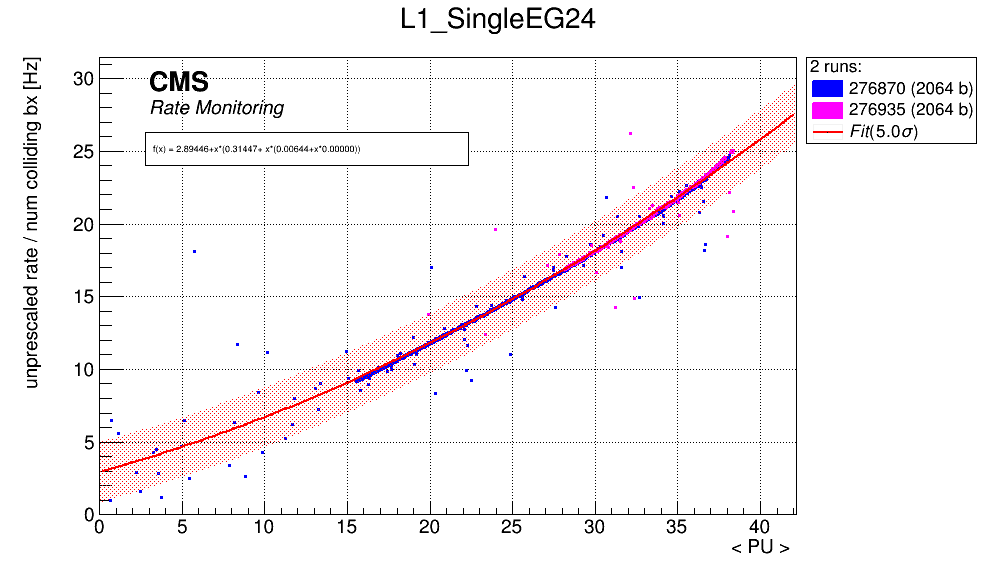 L1_SingleEG24
unprescaled rate / num colliding bx [Hz]
30
25
20
15
10
5
0
CMS
Rate Monitoring
f(x) = 2.89446+x*(0.31447+ x*(0.00644+x*0.00000))
0 5 10 15 20 25 30 35 40
< PU >
2 runs:
276870 (2064 b)
276935 (2064 b)
Fit(5.0σ)